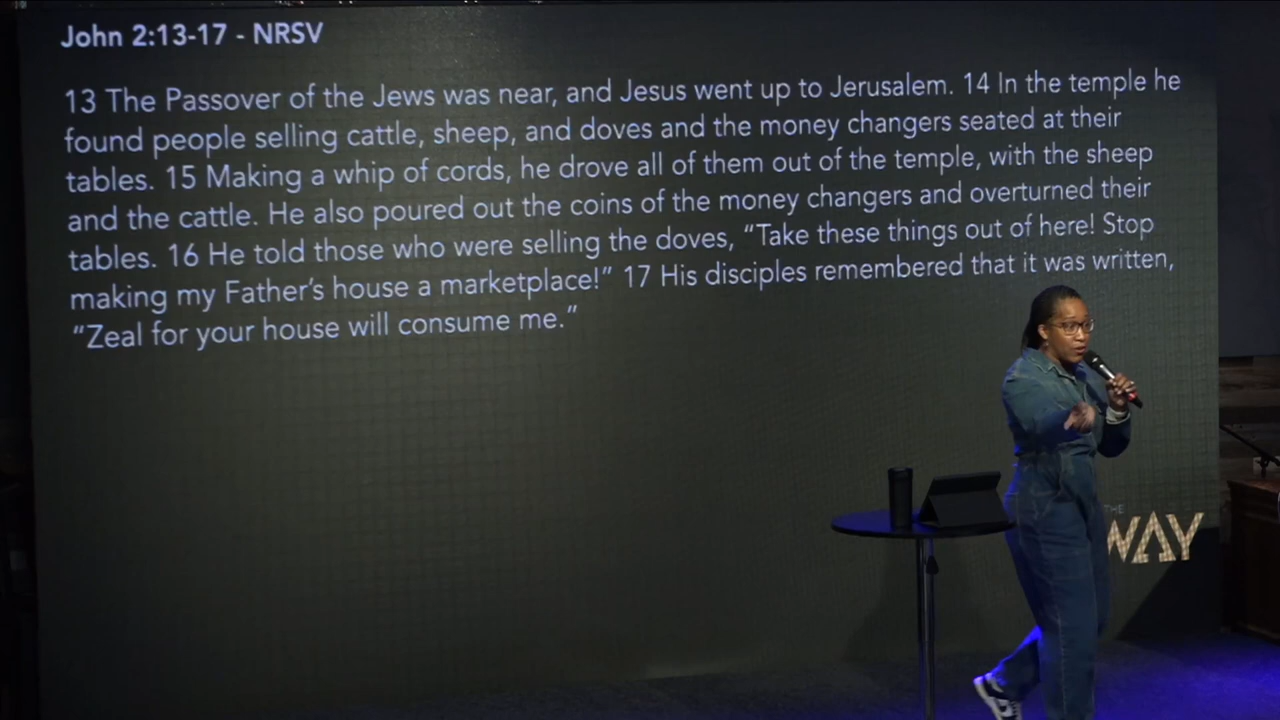 John 2:13-17 - NRSV
13 The Passover of the Jews was near, and Jesus went up to Jerusalem. 14 In the temple he
found people selling cattle, sheep, and doves and the money changers seated at their
tables. 15 Making a whip of cords, he drove all of them out of the temple, with the sheep
and the cattle. He also poured out the coins of the money changers and overturned their
tables. 16 He told those who were selling the doves, “Take these things out of here! Stop
making my Father’s house a marketplace!” 17 His disciples remembered that it was written,
“Zeal for your house will consume me.”
THE
WAY